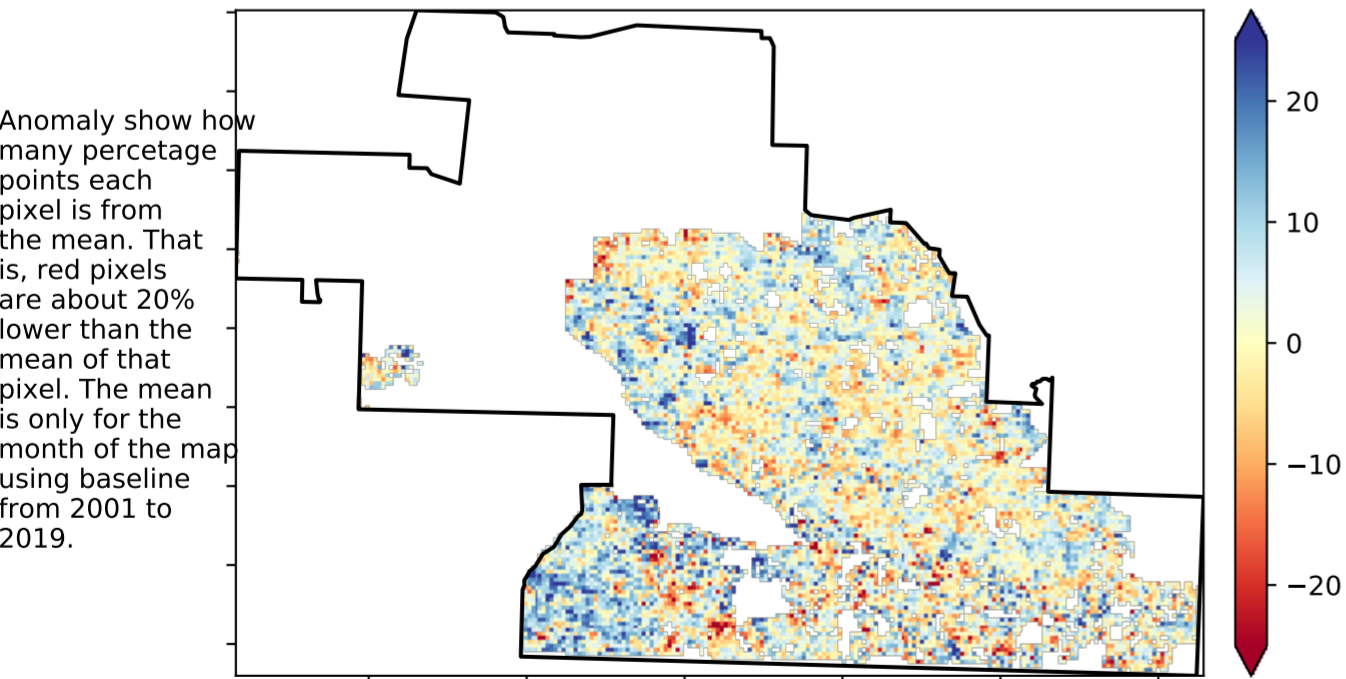 Anomaly show how
many percetage
points each
pixel is from
the mean. That
is, red pixels
are about 20%
lower than the
mean of that
pixel. The mean
is only for the
month of the map
using baseline
from 2001 to
2019.
20
10
0
−10
−20